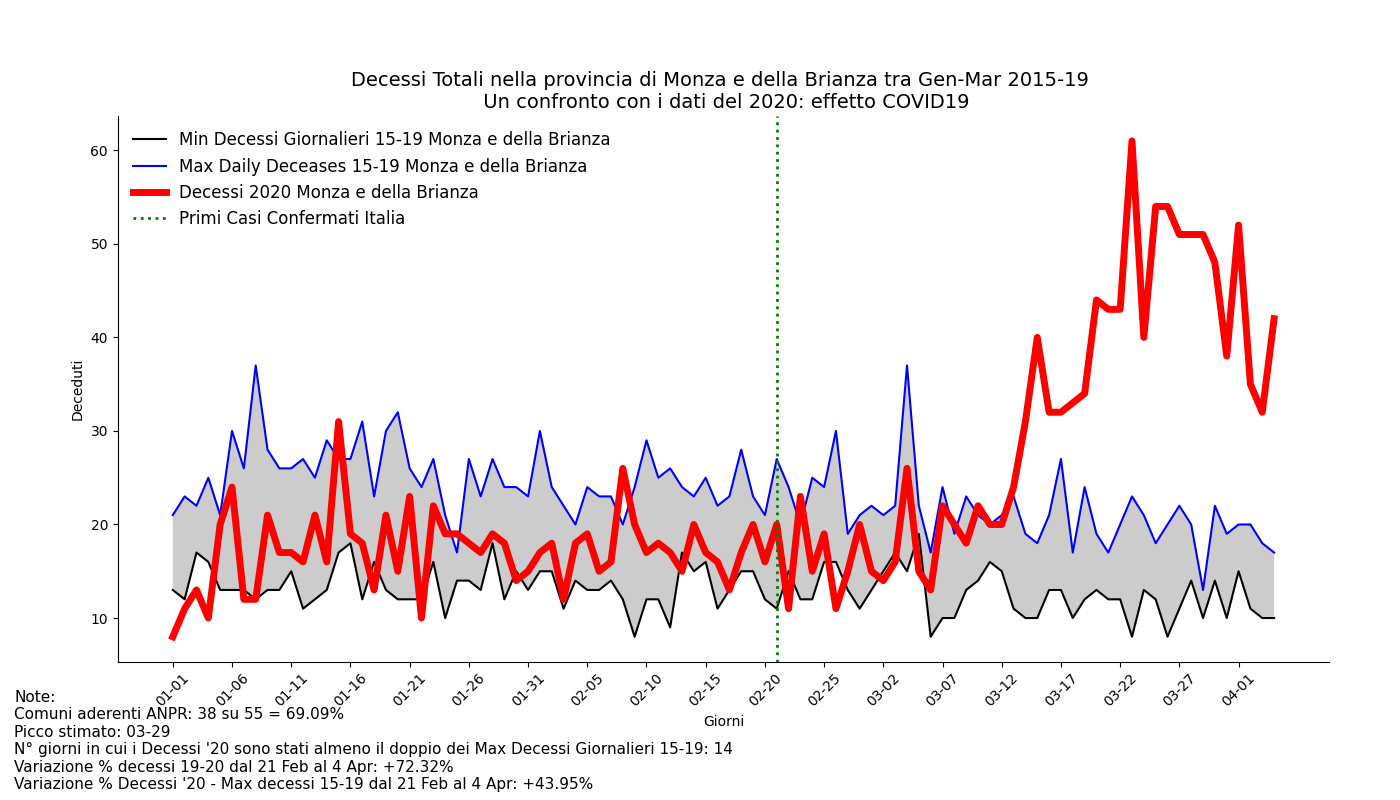 Decessi Totali nella provincia di Monza e della Brianza tra Gen-Mar 2015-19
Un confronto con i dati del 2020: effetto COVID19
Min Decessi Giornalieri 15-19 Monza e della Brianza
Max Daily Deceases 15-19 Monza e della Brianza
Decessi 2020 Monza e della Brianza
Primi Casi Confermati Italia
60
50
40
30
20
10
Deceduti
01-01
01-06
01-11
01-16
01-21
01-26
01-31
02-05
02-10
02-15
02-20
02-25
03-02
03-07
03-12
03-17
03-22
03-27
04-01
Giorni
Note:
Comuni aderenti ANPR: 38 su 55 = 69.09%
Picco stimato: 03-29
N° giorni in cui i Decessi '20 sono stati almeno il doppio dei Max Decessi Giornalieri 15-19: 14
Variazione % decessi 19-20 dal 21 Feb al 4 Apr: +72.32%
Variazione % Decessi '20 - Max decessi 15-19 dal 21 Feb al 4 Apr: +43.95%